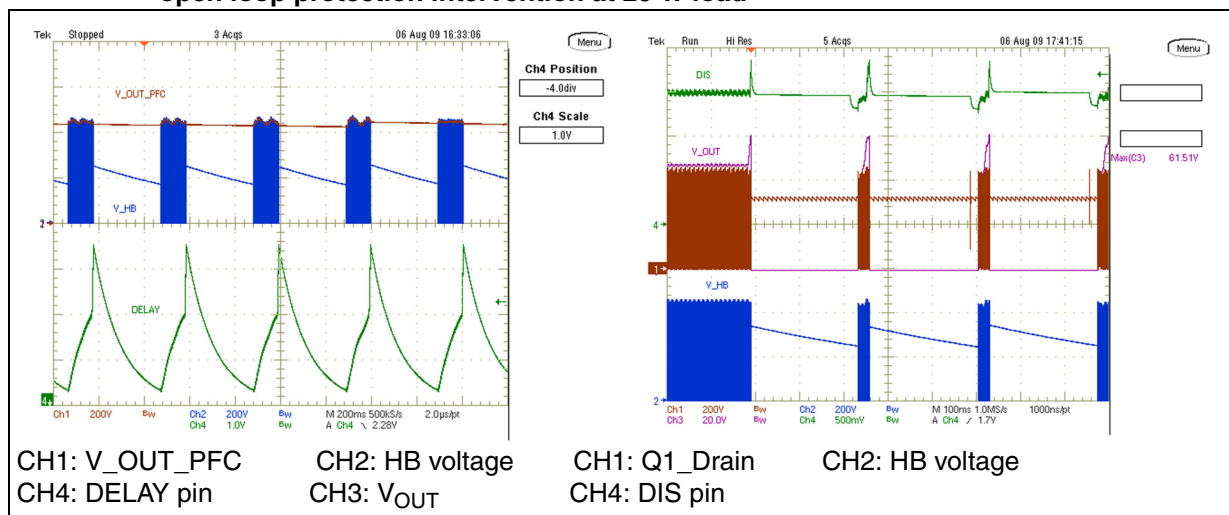 open loop protection intervention at 20 W load
Tek Stopped 3 Acqs 06 Aug 09 16:33:06
Menu
Ch4 Position
-4.0div
Ch4 Scale
1.0V
V_OUT_PFC
V_HB
2
DELAY
4
Ch1 200V Bw Ch2 200V Bw M 200ms 500kS/s 2.0µs/pt
Ch4 1.0V Bw A Ch4 \ 2.28V
Tek Run Hi Res 5 Acqs 06 Aug 09 17:41:15
Menu
DIS
V_OUT
Max(C3) 61.51V
4
1
V_HB
2
Ch1 200V Bw Ch2 200V Bw M 100ms 1.0MS/s 1000ns/pt
Ch3 20.0V Bw Ch4 500mV Bw A Ch4 / 1.7V
CH1: V_OUT_PFC CH2: HB voltage CH1: Q1_Drain CH2: HB voltage
CH4: DELAY pin CH3: VOUT CH4: DIS pin